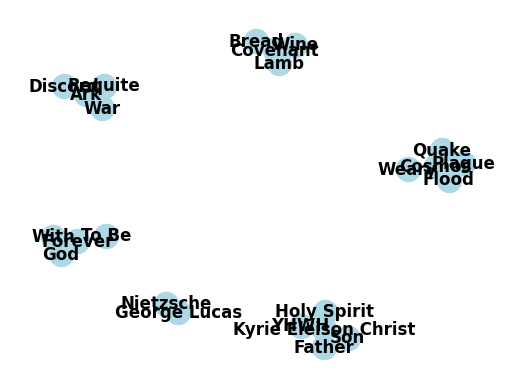 Bread
Wine
Covenant
Lamb
Discord
Requite
Ark
War
Quake
Plague
Cosmos
Weary
Flood
With
To Be
Forever
God
Nietzsche
George Lucas
Holy Spirit
YHWH
Kyrie Eleison
Christ
Son
Father